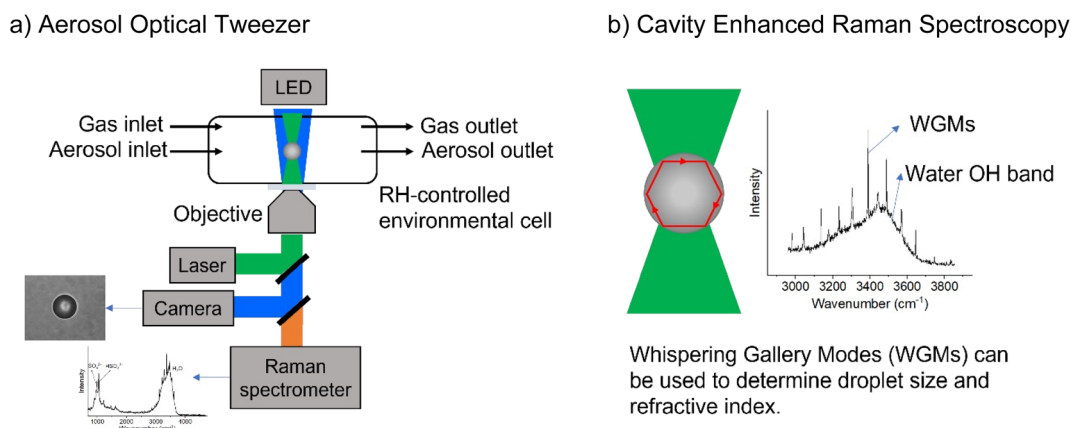 a) Aerosol Optical Tweezer
LED
Gas inlet
Aerosol inlet
Gas outlet
Aerosol outlet
RH-controlled
environmental cell
Objective
Laser
Camera
Raman
spectrometer
Intensity
H₂O
1000 2000 3000 4000
b) Cavity Enhanced Raman Spectroscopy
WGMs
Water OH band
Intensity
3000 3200 3400 3600 3800
Wavenumber (cm⁻¹)
Whispering Gallery Modes (WGMs) can
be used to determine droplet size and
refractive index.